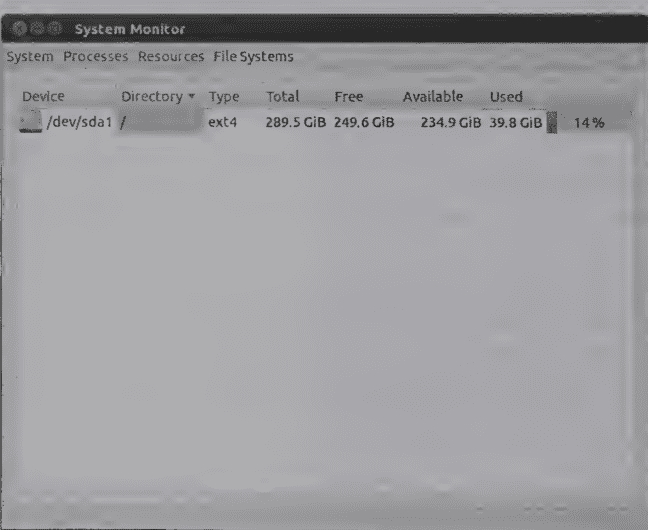 System Monitor
System Processes Resources File Systems
Device Directory Type Total Free Available Used
/dev/sda1 / ext4 289.5 GiB 249.6 GiB 234.9 GiB 39.8 GiB 14%